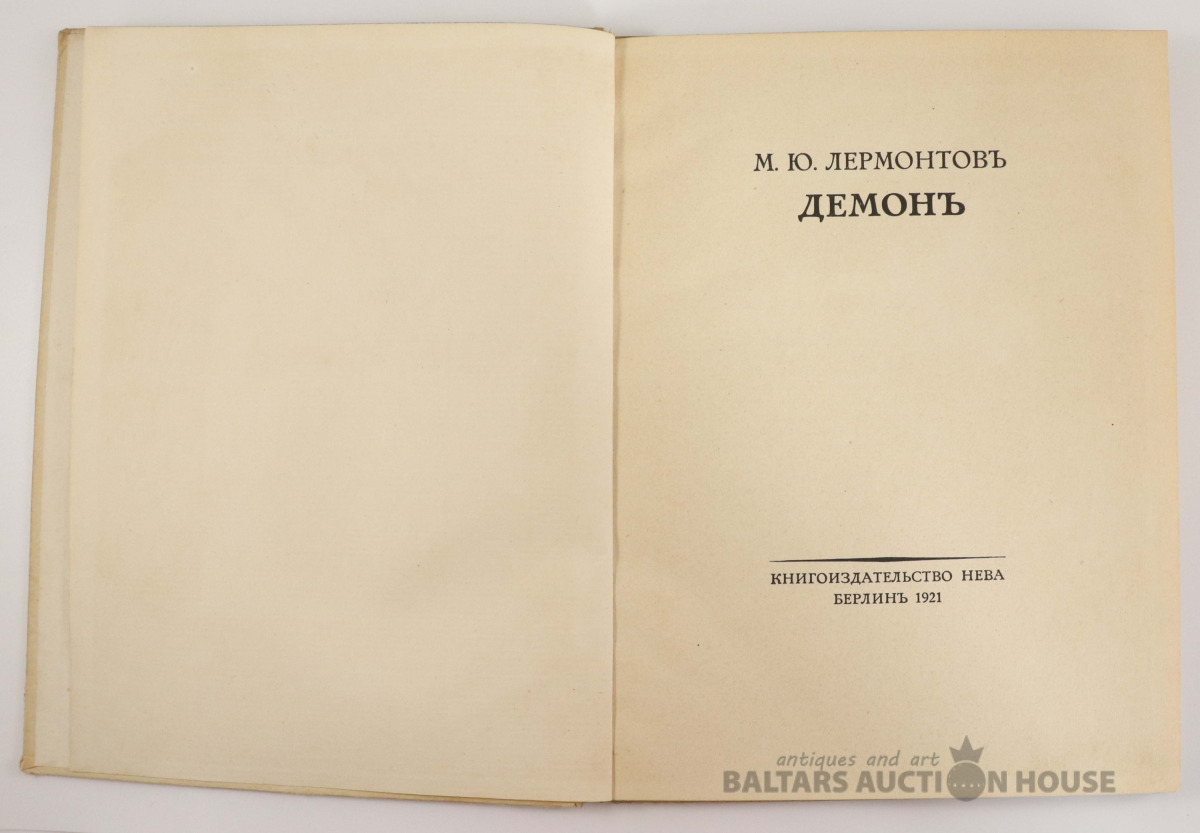 М. Ю. ЛЕРМОНТОВЪ
ДЕМОНЪ
КНИГОИЗДАТЕЛЬСТВО НЕВА
БЕРЛИНЪ 1921
antiques and art
BALTARS AUCTION HOUSE